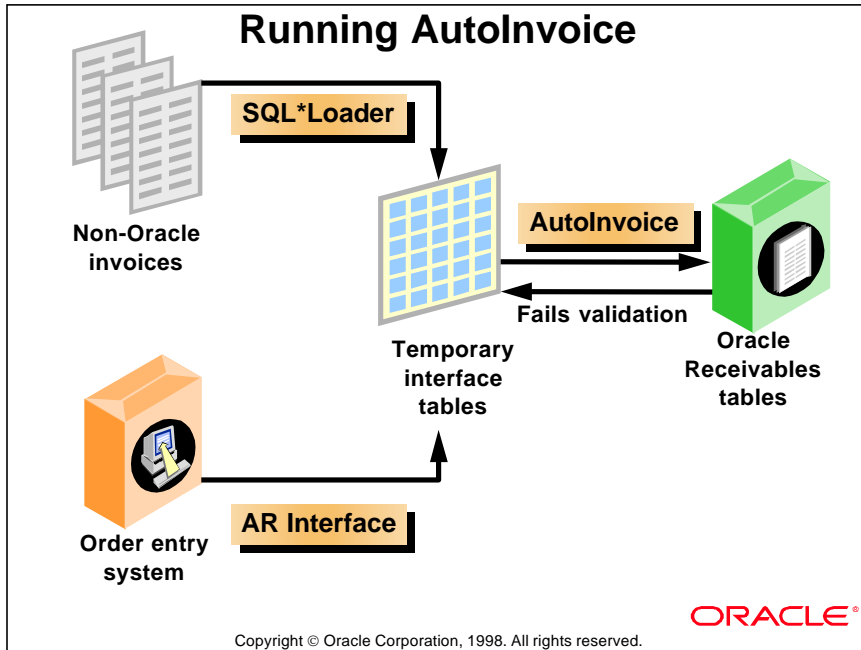 Running AutoInvoice
SQL*Loader
Non-Oracle
invoices
AutoInvoice
Fails validation
Temporary
interface
tables
Oracle
Receivables
tables
AR Interface
Order entry
system
ORACLE®
Copyright © Oracle Corporation, 1998. All rights reserved.